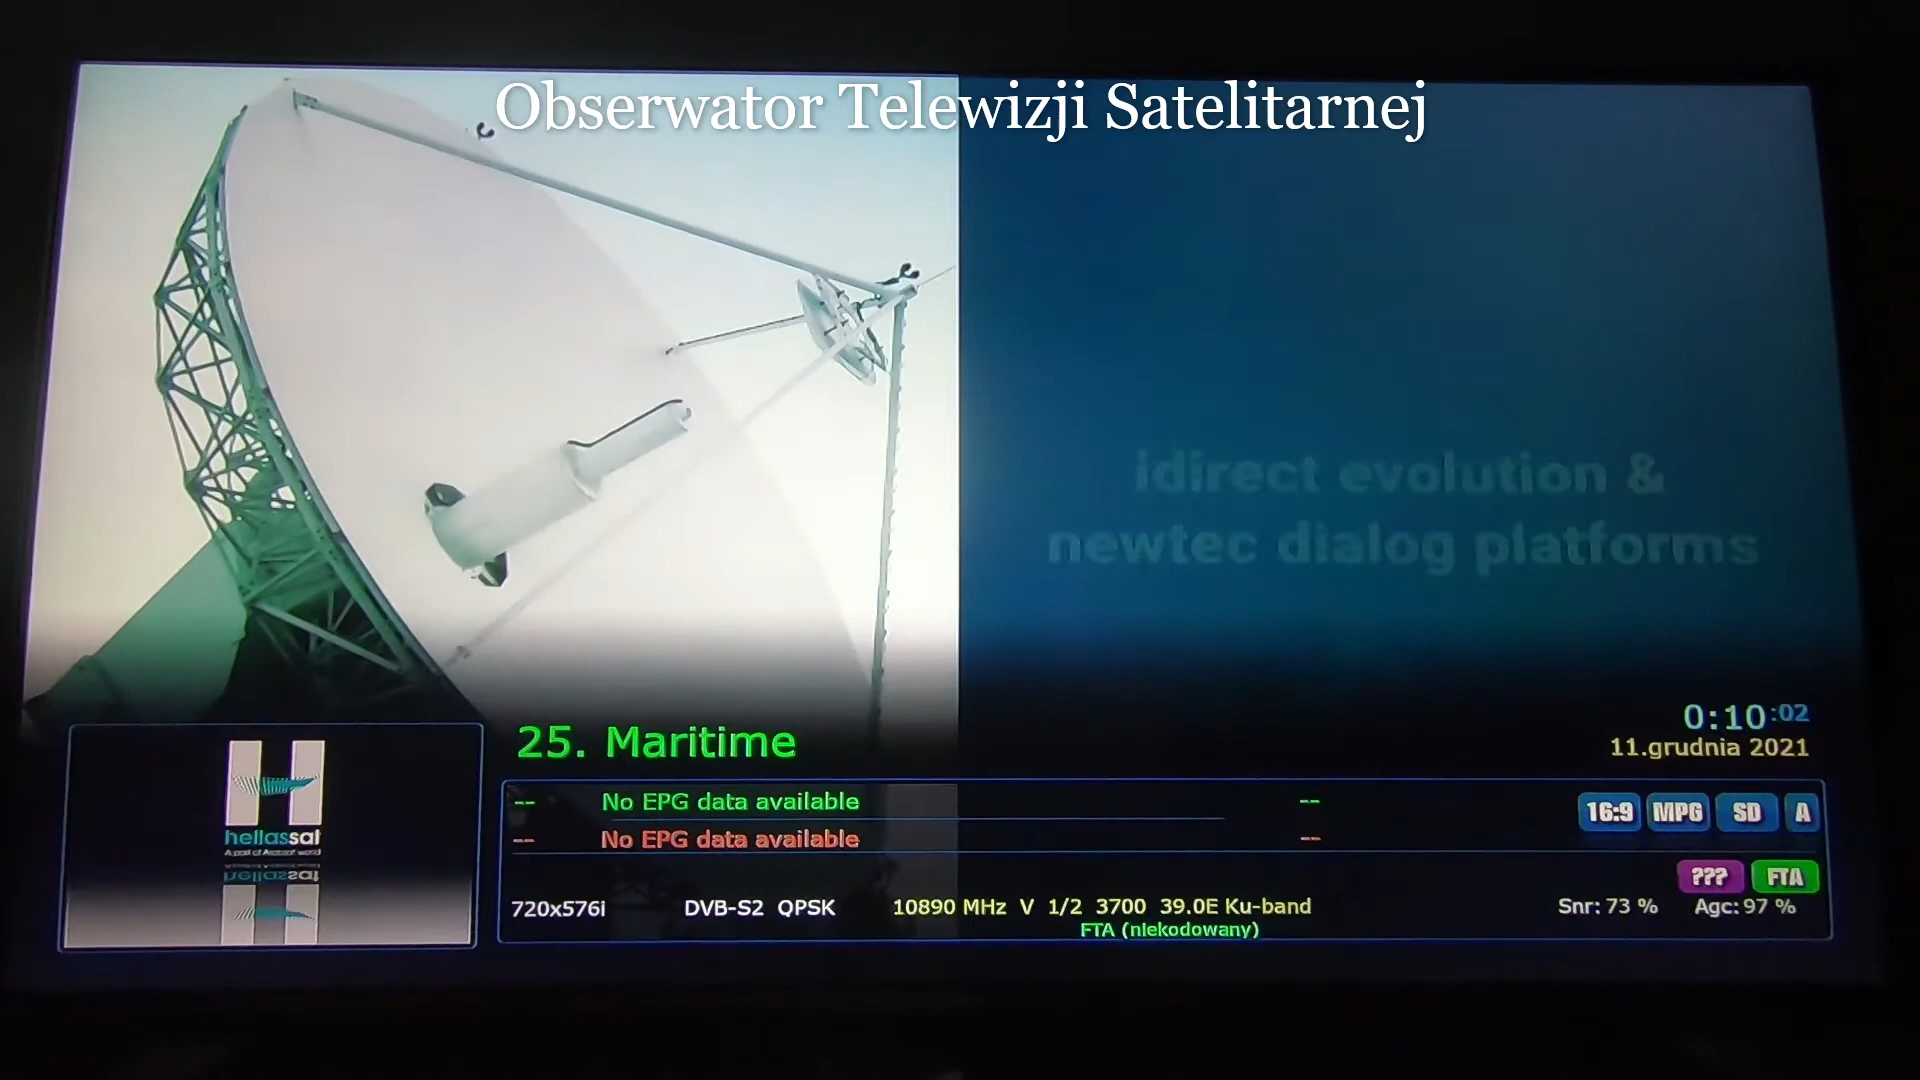 Obserwator Telewizji Satelitarnej
idirect evolution &
newtec dialog platforms
0:10:02
25. Maritime
11.grudnia 2021
-- No EPG data available --
-- No EPG data available --
16:9 MPG SD A
hellassat
??? FTA
720x576i DVB-S2 QPSK 10890 MHz V 1/2 3700 39.0E Ku-band Snr: 73 % Agc: 97 %
FTA (niekodowany)